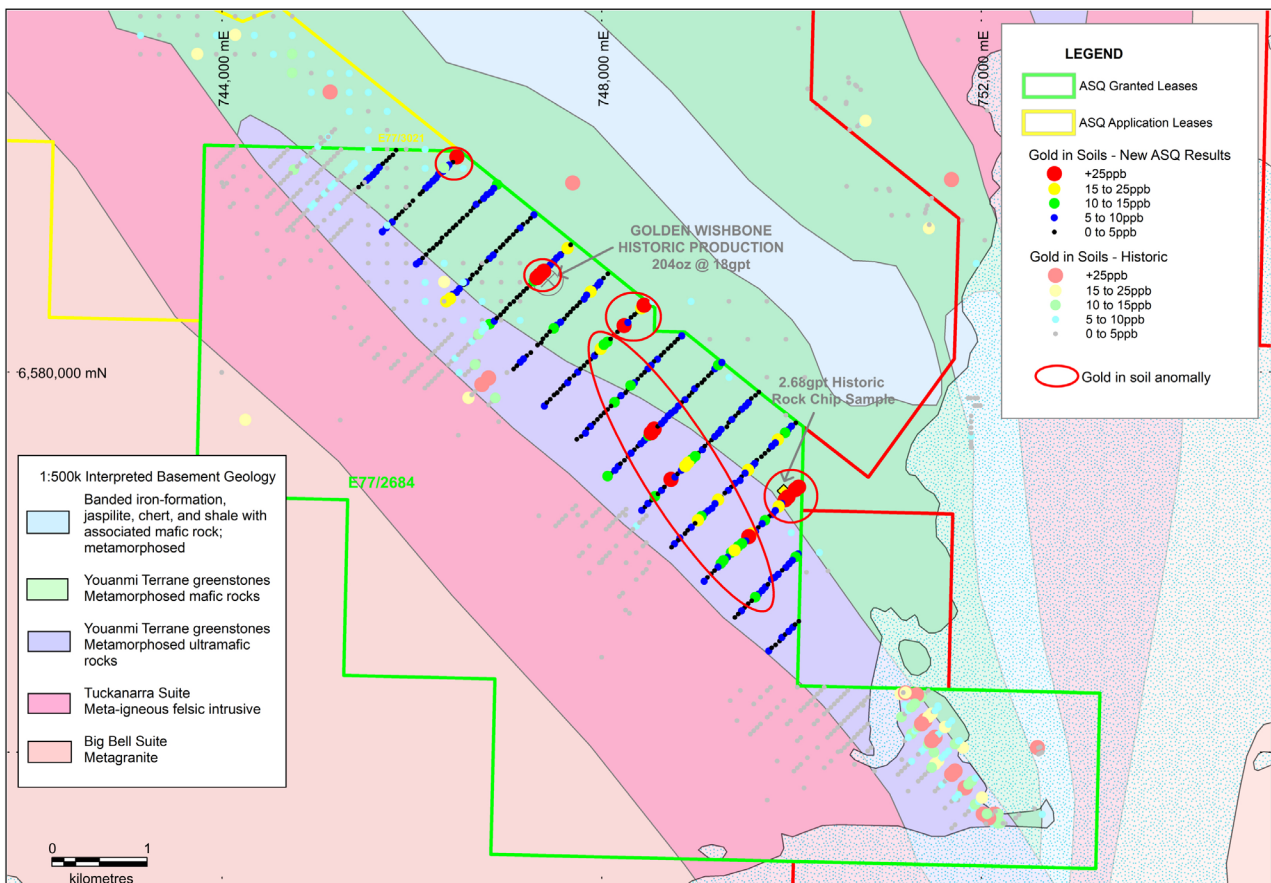 744,000 mE
748,000 mE
752,000 mE
6,580,000 mN
GOLDEN WISHBONE
HISTORIC PRODUCTION
204oz @ 18gpt
2.68gpt Historic
Rock Chip Sample
E77/2684
LEGEND
ASQ Granted Leases
ASQ Application Leases
Gold in Soils - New ASQ Results
+25ppb
15 to 25ppb
10 to 15ppb
5 to 10ppb
0 to 5ppb
Gold in Soils - Historic
+25ppb
15 to 25ppb
10 to 15ppb
5 to 10ppb
0 to 5ppb
Gold in soil anomally
1:500k Interpreted Basement Geology
Banded iron-formation,
jaspilite, chert, and shale with
associated mafic rock;
metamorphosed
Youanmi Terrane greenstones
Metamorphosed mafic rocks
Youanmi Terrane greenstones
Metamorphosed ultramafic
rocks
Tuckanarra Suite
Meta-igneous felsic intrusive
Big Bell Suite
Metagranite
0 1
kilometres